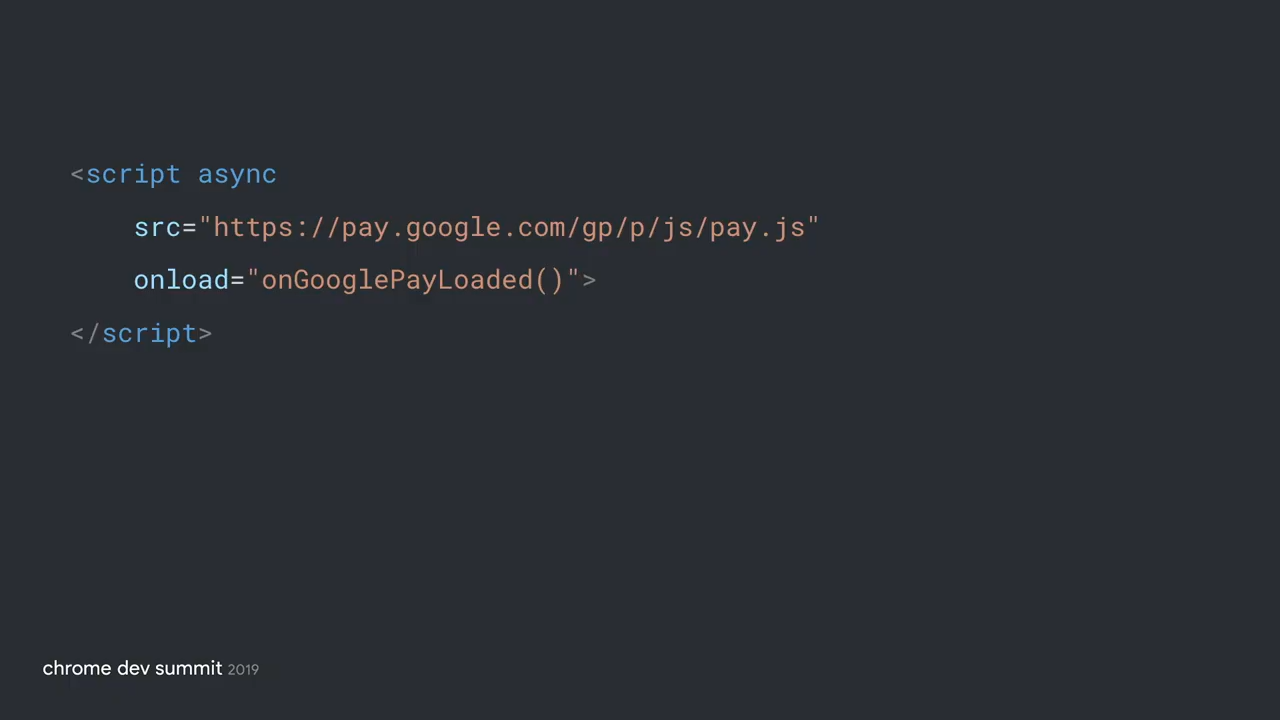 <script async
src="https://pay.google.com/gp/p/js/pay.js"
onload="onGooglePayLoaded()">
</script>
chrome dev summit 2019